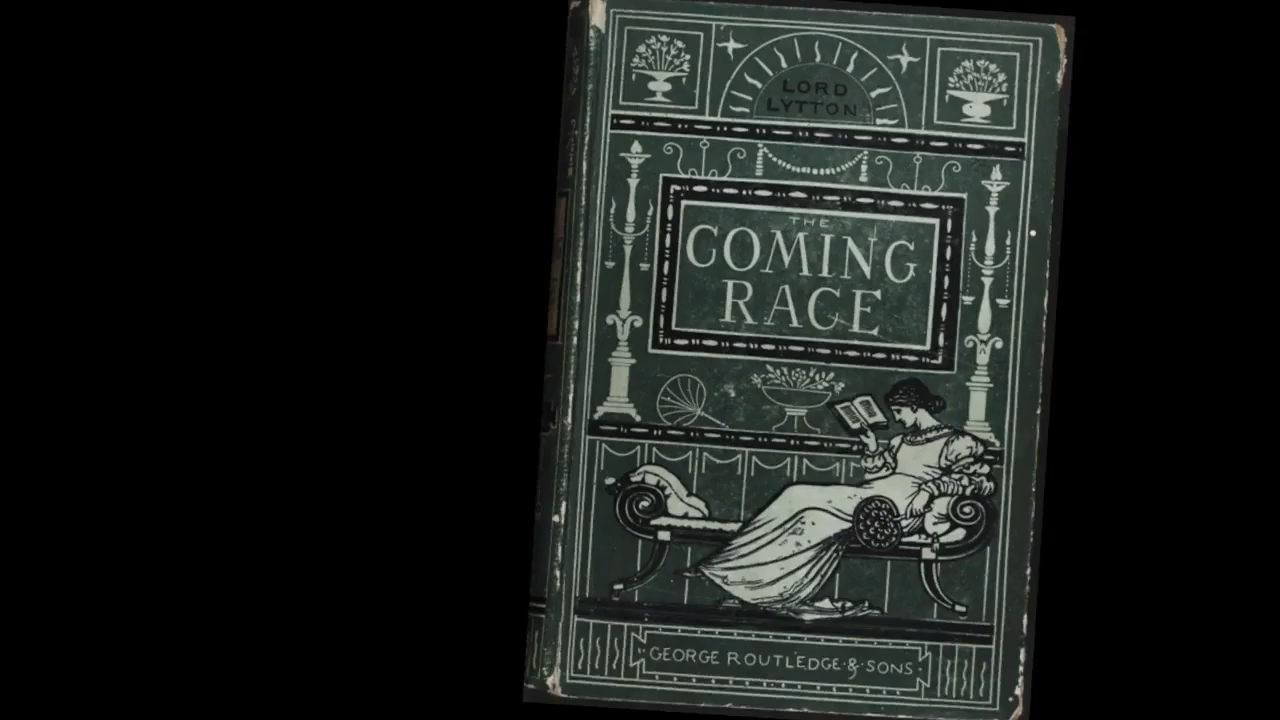 LORD
LYTTON
THE
COMING
RACE
GEORGE ROUTLEDGE & SONS